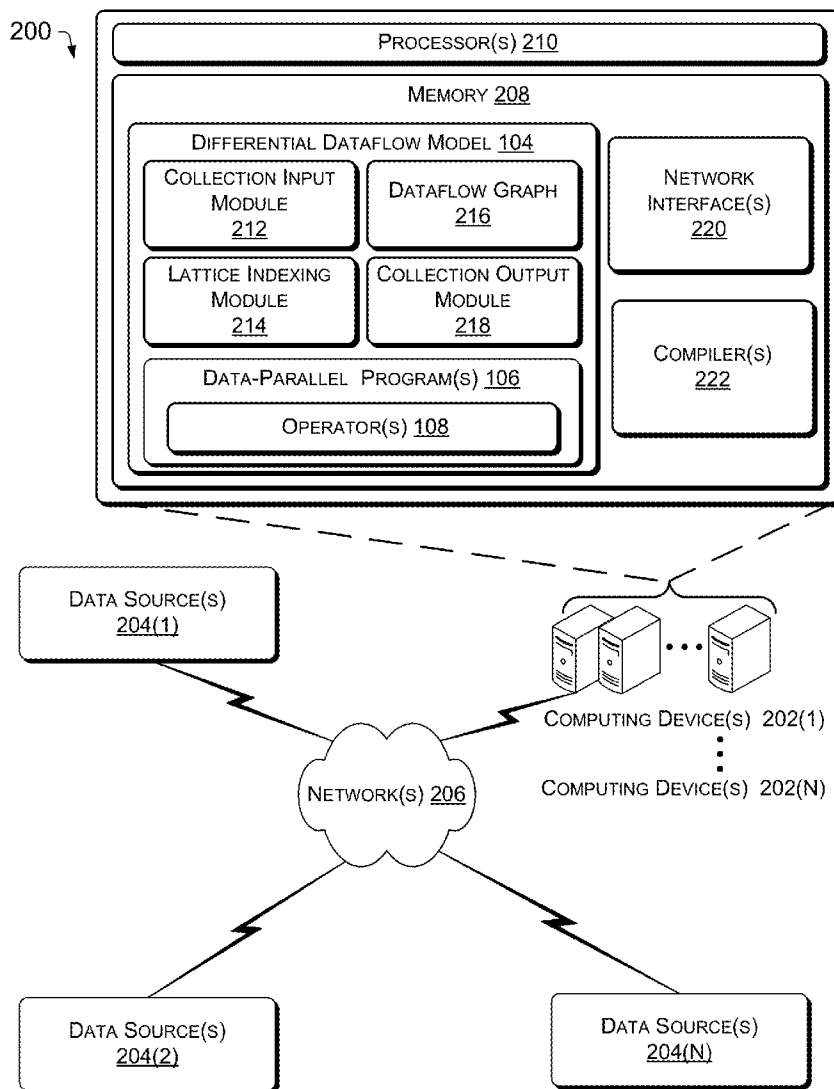 200
PROCESSOR(S) 210
MEMORY 208
DIFFERENTIAL DATAFLOW MODEL 104
COLLECTION INPUT
MODULE
212
DATAFLOW GRAPH
216
LATTICE INDEXING
MODULE
214
COLLECTION OUTPUT
MODULE
218
DATA-PARALLEL PROGRAM(S) 106
OPERATOR(S) 108
NETWORK
INTERFACE(S)
220
COMPILER(S)
222
DATA SOURCE(S)
204(1)
COMPUTING DEVICE(S) 202(1)
COMPUTING DEVICE(S) 202(N)
NETWORK(S) 206
DATA SOURCE(S)
204(2)
DATA SOURCE(S)
204(N)